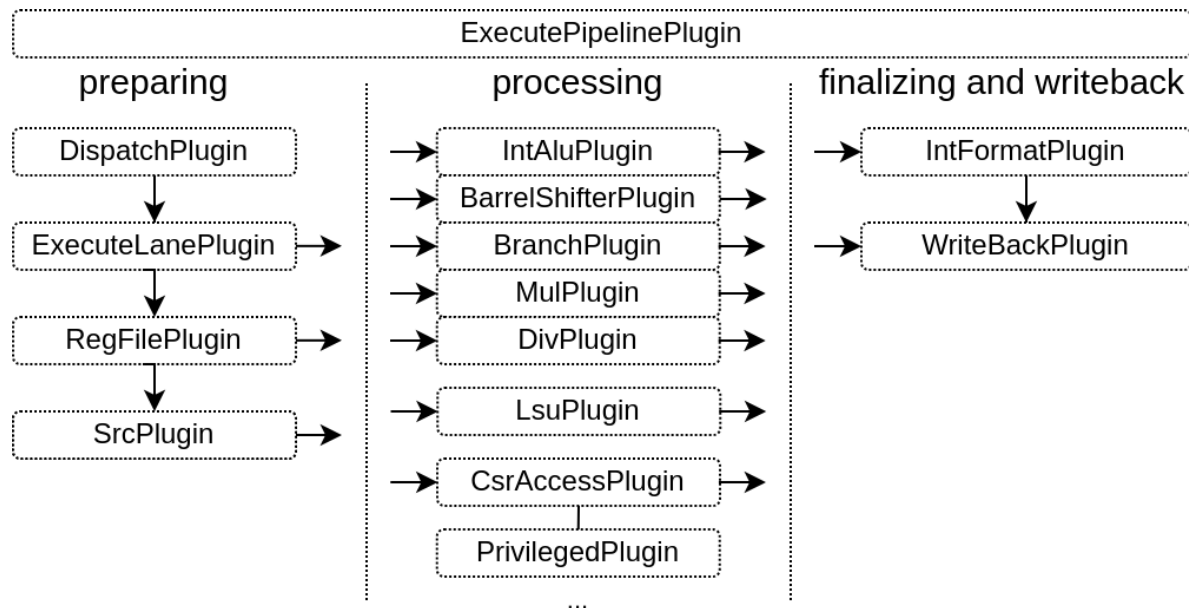 ExecutePipelinePlugin
preparing
DispatchPlugin
ExecuteLanePlugin
RegFilePlugin
SrcPlugin
processing
IntAluPlugin
BarrelShifterPlugin
BranchPlugin
MulPlugin
DivPlugin
LsuPlugin
CsrAccessPlugin
PrivilegedPlugin
...
finalizing and writeback
IntFormatPlugin
WriteBackPlugin